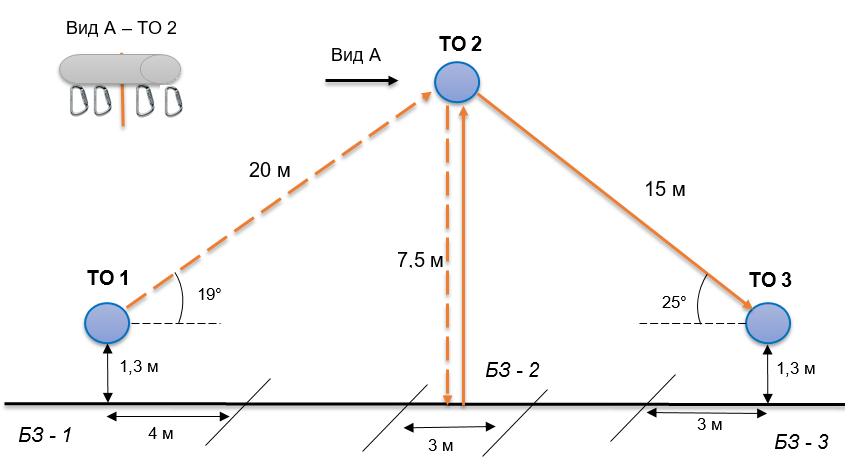 Вид А – ТО 2
ТО 2
Вид А
20 м
15 м
7,5 м
ТО 1
19°
25°
ТО 3
1,3 м
1,3 м
БЗ - 2
БЗ - 1
4 м
3 м
3 м
БЗ - 3